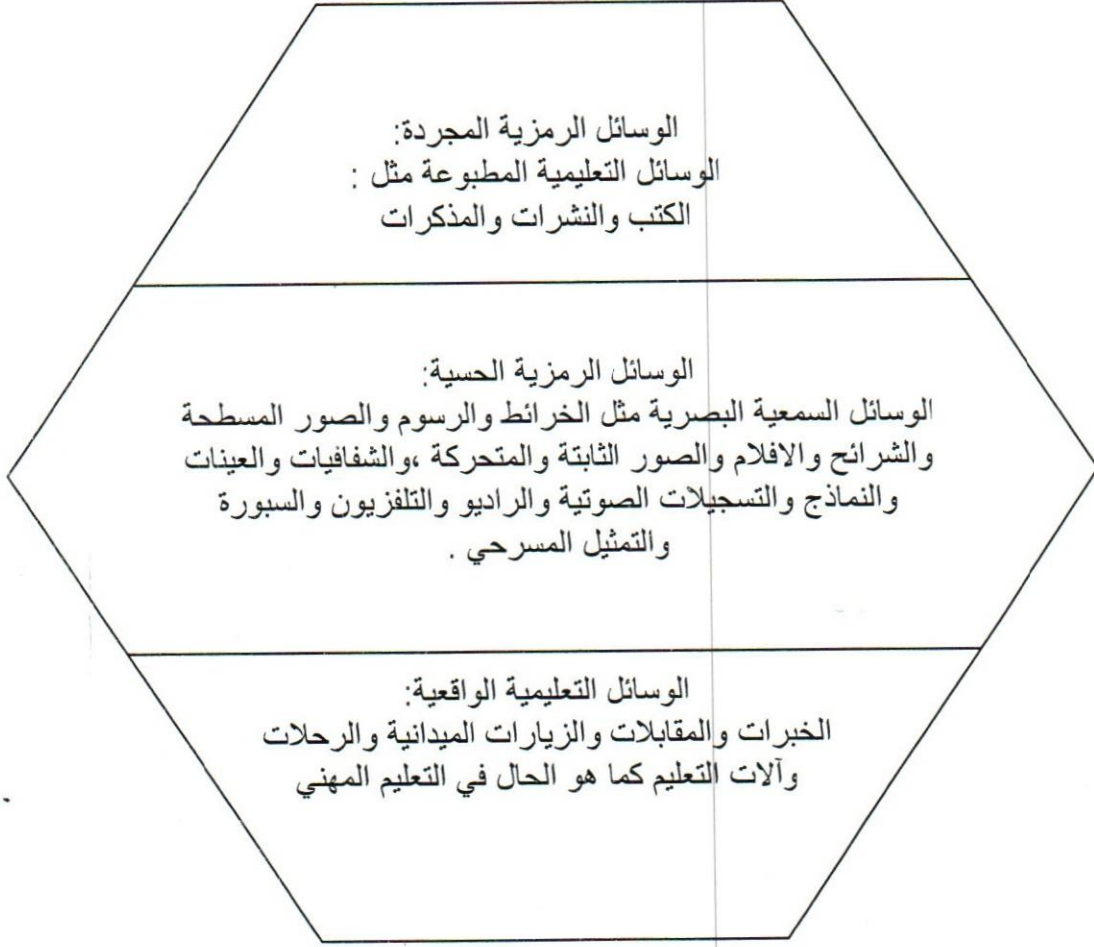 الوسائل الرمزية المجردة:
الوسائل التعليمية المطبوعة مثل :
الكتب والنشرات والمذكرات
الوسائل الرمزية الحسية:
الوسائل السمعية البصرية مثل الخرائط والرسوم والصور المسطحة
والشرائح والافلام والصور الثابتة والمتحركة ،والشفافيات والعينات
والنماذج والتسجيلات الصوتية والراديو والتلفزيون والسبورة
والتمثيل المسرحي .
الوسائل التعليمية الواقعية:
الخبرات والمقابلات والزيارات الميدانية والرحلات
وآلات التعليم كما هو الحال في التعليم المهني